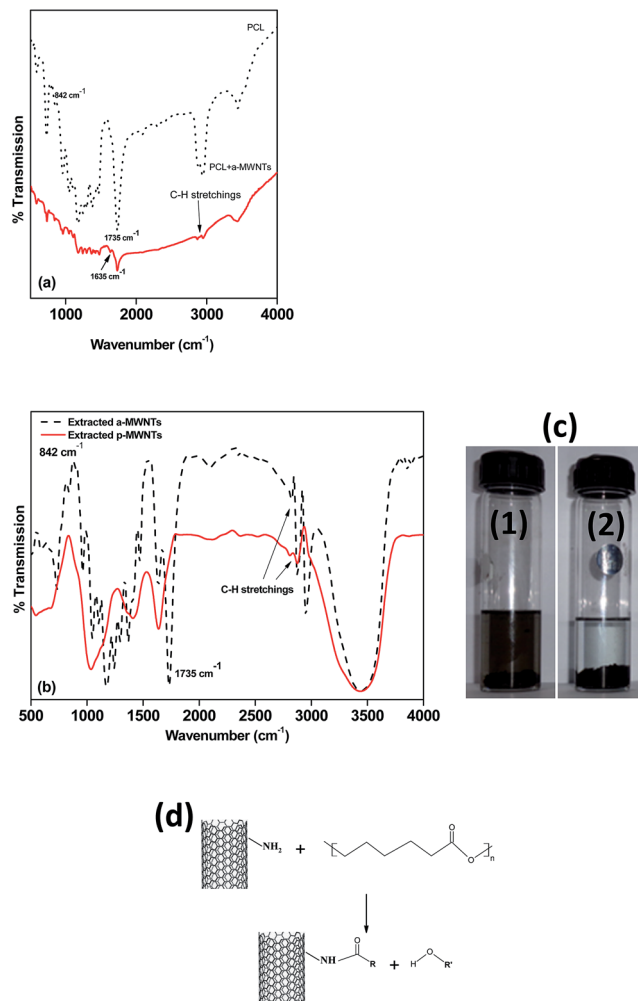 PCL
842 cm-1
PCL+a-MWNTs
C-H stretchings
1735 cm-1
1635 cm-1
(a)
% Transmission
1000 2000 3000 4000
Wavenumber (cm-1)
Extracted a-MWNTs
Extracted p-MWNTs
842 cm-1
C-H stretchings
1735 cm-1
(b)
% Transmission
500 1000 1500 2000 2500 3000 3500 4000
Wavenumber (cm-1)
(c)
(1) (2)
(d)
NH2 + O O n
NH O R + H O R'